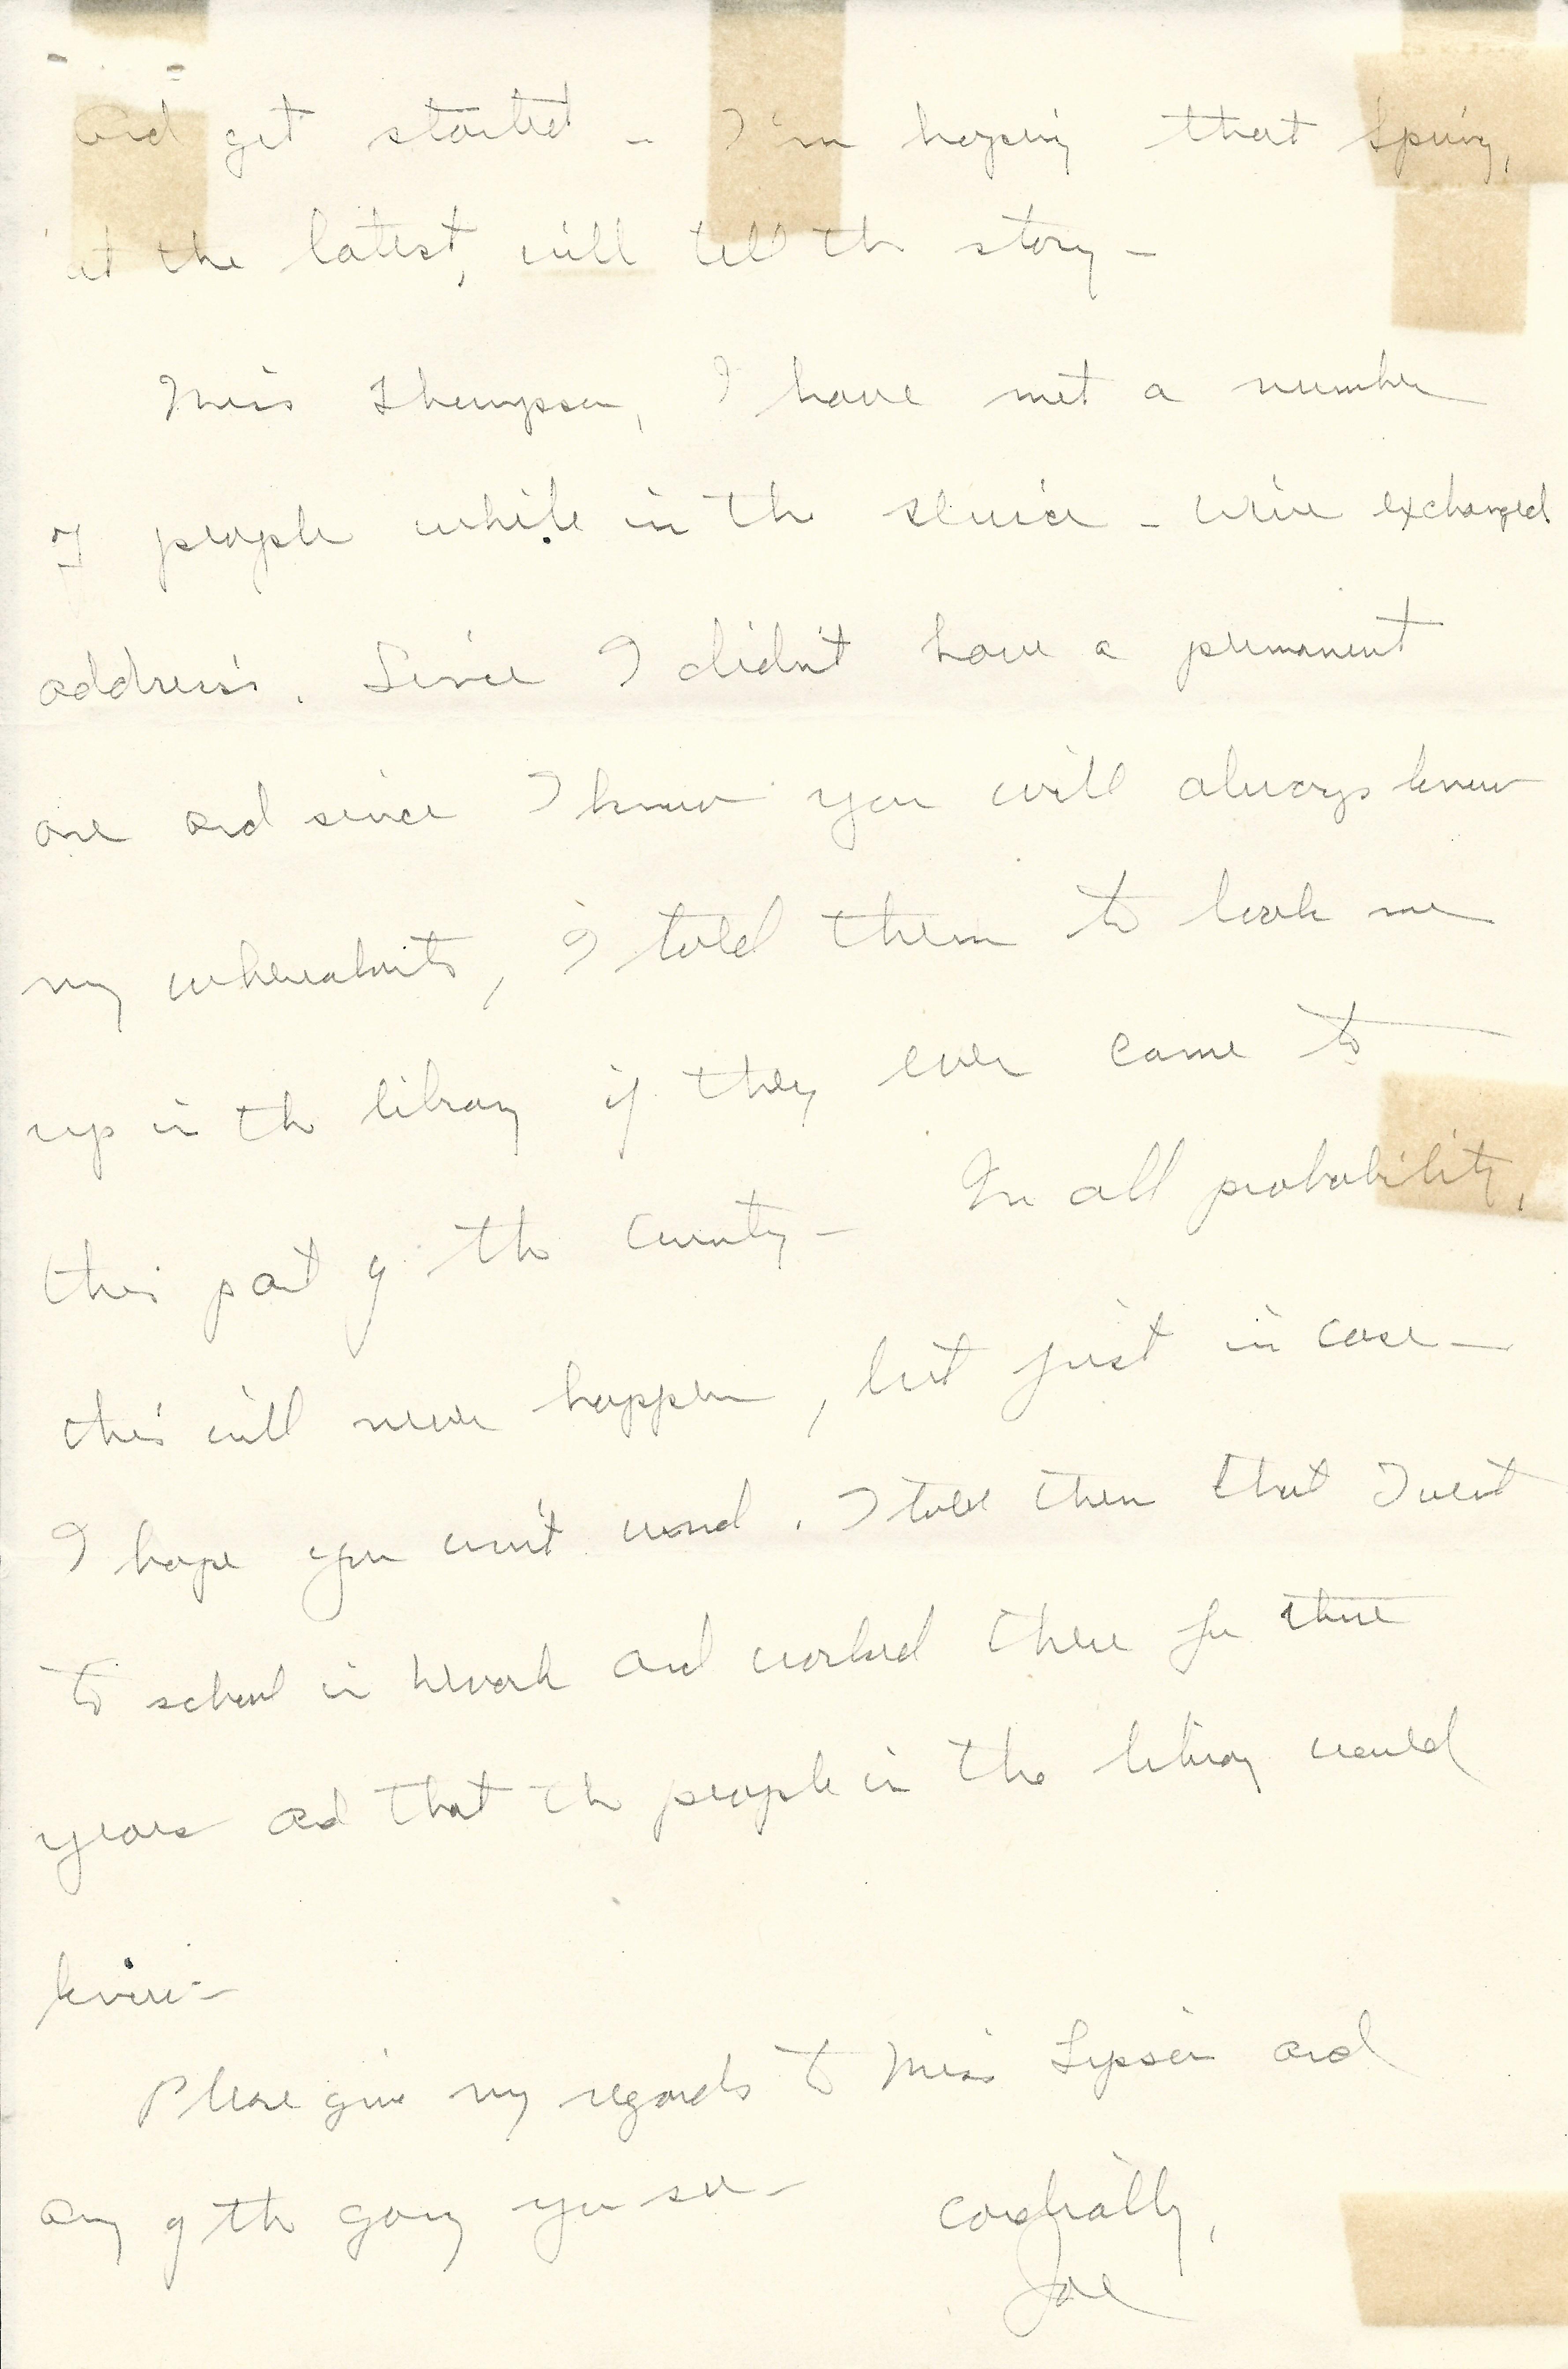 and get started – I'm hoping that Spring,
at the latest, will tell the story –
Miss Thompson, I have met a number
of people while in the service – we've exchanged
address. Since I didn't have a permanent
one and since I know you will always know
my whereabouts, I told them to look me
up in the library if they ever came to
this part of the country – In all probability,
this will never happen, but just in case –
I hope you won't mind. I told them that I went
to school in Newark and worked there for three
years and that the people in the library would
know –
Please give my regards to Miss and
any of the gang you see –
Cordially,
Joe